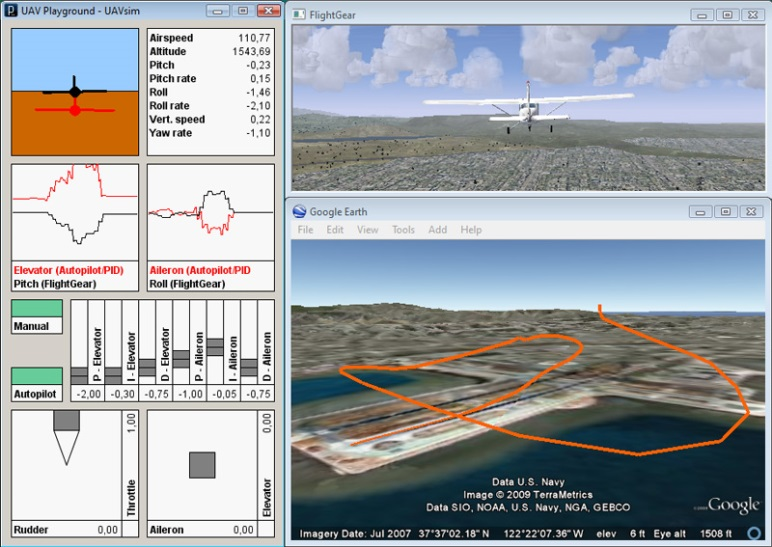 UAV Playground - UAVsim
Airspeed 110,77
Altitude 1543,69
Pitch -0,23
Pitch rate 0,15
Roll -1,46
Roll rate -2,10
Vert. speed 0,22
Yaw rate -1,10
Elevator (Autopilot/PID)
Pitch (FlightGear)
Aileron (Autopilot/PID
Roll (FlightGear)
Manual
Autopilot
P - Elevator
I - Elevator
D - Elevator
P - Aileron
I - Aileron
D - Aileron
-2,00 -0,30 -0,75 -1,00 -0,05 -0,75
Throttle 1,00
Rudder 0,00
Elevator 0,00
Aileron 0,00
FlightGear
Google Earth
File Edit View Tools Add Help
Data U.S. Navy
Image © 2009 TerraMetrics
Data SIO, NOAA, U.S. Navy, NGA, GEBCO
Google
Imagery Date: Jul 2007 37°37'02.18" N 122°22'07.36" W elev 6 ft Eye alt 1508 ft